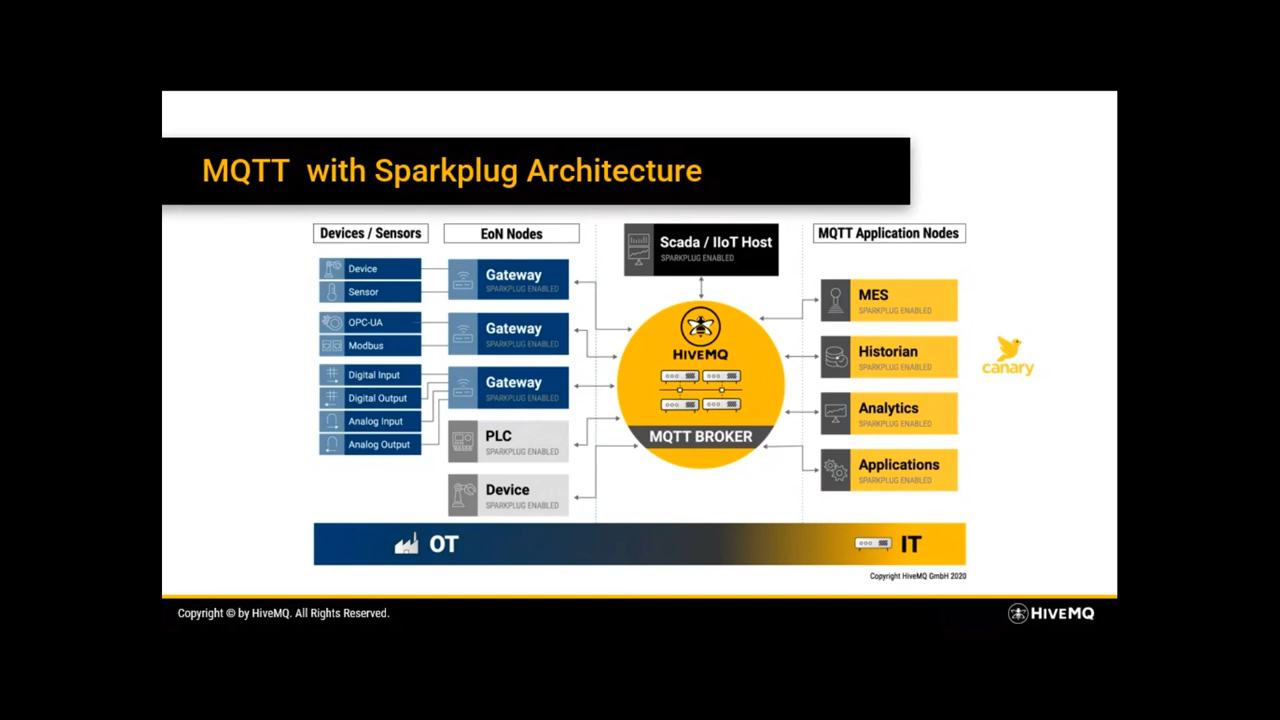 MQTT with Sparkplug Architecture
Devices / Sensors
Device
Sensor
OPC-UA
Modbus
Digital Input
Digital Output
Analog Input
Analog Output
EoN Nodes
Gateway
SPARKPLUG ENABLED
Gateway
SPARKPLUG ENABLED
Gateway
SPARKPLUG ENABLED
PLC
SPARKPLUG ENABLED
Device
SPARKPLUG ENABLED
Scada / IIoT Host
SPARKPLUG ENABLED
HIVEMQ
MQTT BROKER
MQTT Application Nodes
MES
SPARKPLUG ENABLED
Historian
SPARKPLUG ENABLED
Analytics
SPARKPLUG ENABLED
Applications
SPARKPLUG ENABLED
canary
OT
IT
Copyright HiveMQ GmbH 2020
Copyright © by HiveMQ. All Rights Reserved.
HIVEMQ